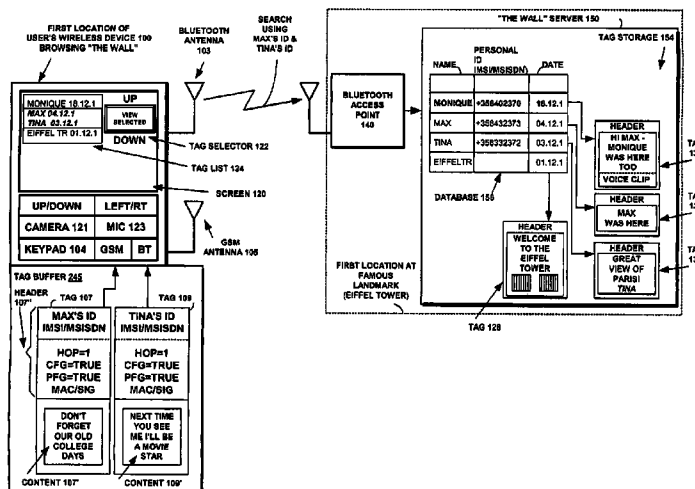 FIRST LOCATION OF
USER'S WIRELESS DEVICE 100
BROWSING "THE WALL"
BLUETOOTH
ANTENNA
103
SEARCH
USING
MAX'S ID &
TINA'S ID
"THE WALL" SERVER 150
TAG STORAGE 154
MONIQUE 16.12.1
MAX 04.12.1
TINA 03.12.1
EIFFEL TR 01.12.1
UP
VIEW
SELECTED
DOWN
TAG SELECTOR 122
TAG LIST 124
SCREEN 120
UP/DOWN
LEFT/RT
CAMERA 121
MIC 123
KEYPAD 104
GSM
BT
GSM
ANTENNA 105
BLUETOOTH
ACCESS
POINT
140
NAME
PERSONAL
ID
(IMSI/MSISDN)
DATE
MONIQUE +358402370 16.12.1
MAX +358432373 04.12.1
TINA +358332372 03.12.1
EIFFELTR 01.12.1
DATABASE 156
HEADER
HI MAX -
MONIQUE
WAS HERE
TOO
VOICE CLIP
HEADER
MAX
WAS HERE
HEADER
GREAT
VIEW OF
PARIS!
TINA
HEADER
WELCOME
TO THE
EIFFEL
TOWER
TAG 128
FIRST LOCATION AT
FAMOUS
LANDMARK
(EIFFEL TOWER)
TAG BUFFER 245
HEADER
107"
TAG 107
TAG 109
MAX'S ID
IMSI/MSISDN
HOP=1
CFG=TRUE
PFG=TRUE
MAC/SIG
TINA'S ID
IMSI/MSISDN
HOP=1
CFG=TRUE
PFG=TRUE
MAC/SIG
DON'T
FORGET
OUR OLD
COLLEGE
DAYS
NEXT TIME
YOU SEE
ME I'LL BE
A MOVIE
STAR
CONTENT 107'
CONTENT 109'